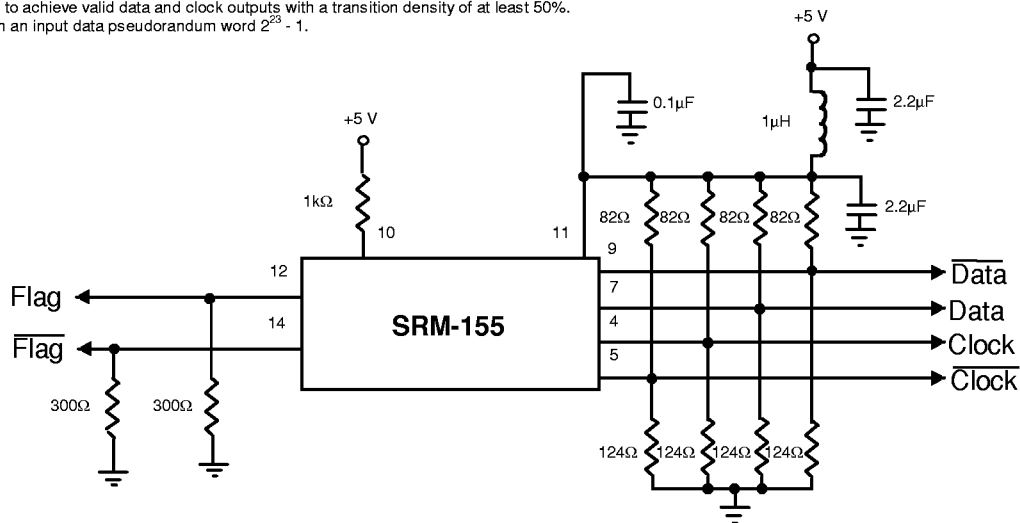 to achieve valid data and clock outputs with a transition density of at least 50%.
an input data pseudorandum word 2²³ - 1.
+5 V
0.1µF
2.2µF
1µH
+5 V
1kΩ
82Ω
82Ω
82Ω
82Ω
2.2µF
10
11
9
12
Data
7
Flag
Data
14
SRM-155
4
Clock
Flag
5
Clock
300Ω
300Ω
124Ω
124Ω
124Ω
124Ω